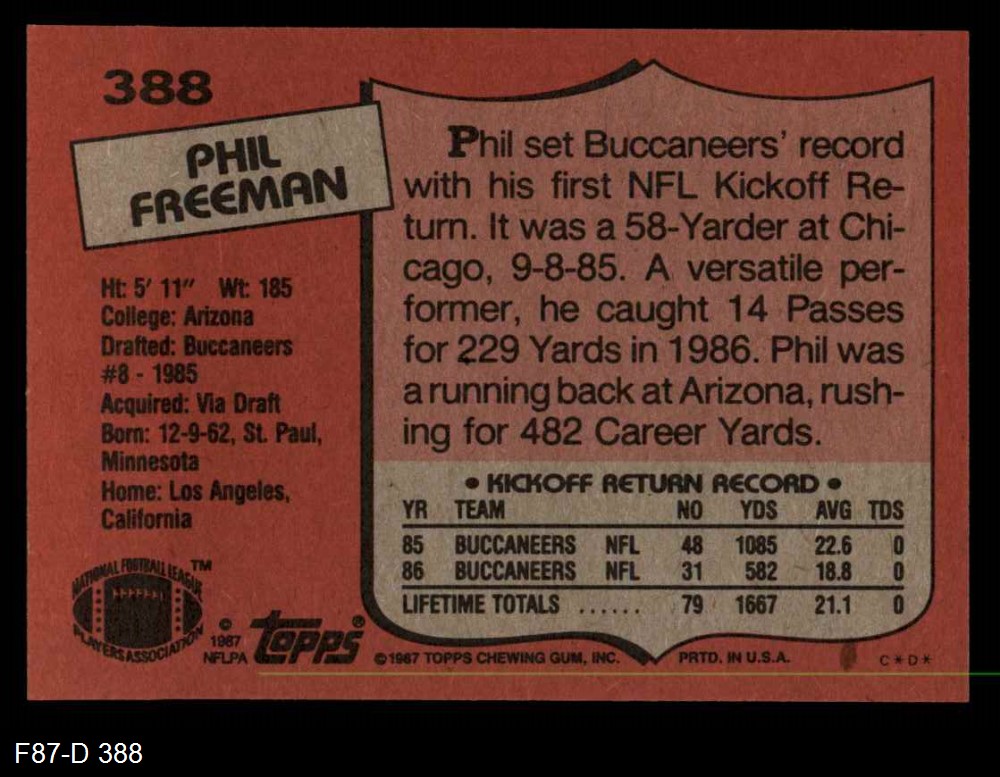 388
PHIL
FREEMAN
Ht: 5' 11" Wt: 185
College: Arizona
Drafted: Buccaneers
#8 - 1985
Acquired: Via Draft
Born: 12-9-62, St. Paul,
Minnesota
Home: Los Angeles,
California
NATIONAL FOOTBALL LEAGUE
PLAYERS ASSOCIATION
™
©
1987
NFLPA
topps®
Phil set Buccaneers' record
with his first NFL Kickoff Re-
turn. It was a 58-Yarder at Chi-
cago, 9-8-85. A versatile per-
former, he caught 14 Passes
for 229 Yards in 1986. Phil was
a running back at Arizona, rush-
ing for 482 Career Yards.
• KICKOFF RETURN RECORD •
YR TEAM NO YDS AVG TDS
85 BUCCANEERS NFL 48 1085 22.6 0
86 BUCCANEERS NFL 31 582 18.8 0
LIFETIME TOTALS ...... 79 1667 21.1 0
©1987 TOPPS CHEWING GUM, INC. PRTD. IN U.S.A. C*D*
F87-D 388